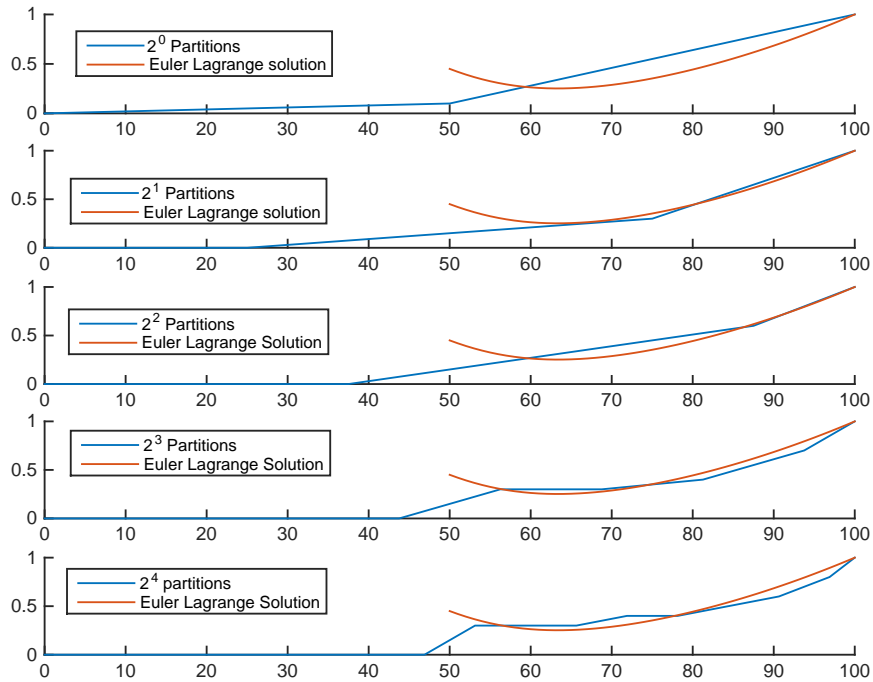 1
2^0 Partitions
Euler Lagrange solution
0.5
0
0 10 20 30 40 50 60 70 80 90 100
1
2^1 Partitions
Euler Lagrange solution
0.5
0
0 10 20 30 40 50 60 70 80 90 100
1
2^2 Partitions
Euler Lagrange Solution
0.5
0
0 10 20 30 40 50 60 70 80 90 100
1
2^3 Partitions
Euler Lagrange Solution
0.5
0
0 10 20 30 40 50 60 70 80 90 100
1
2^4 partitions
Euler Lagrange Solution
0.5
0
0 10 20 30 40 50 60 70 80 90 100